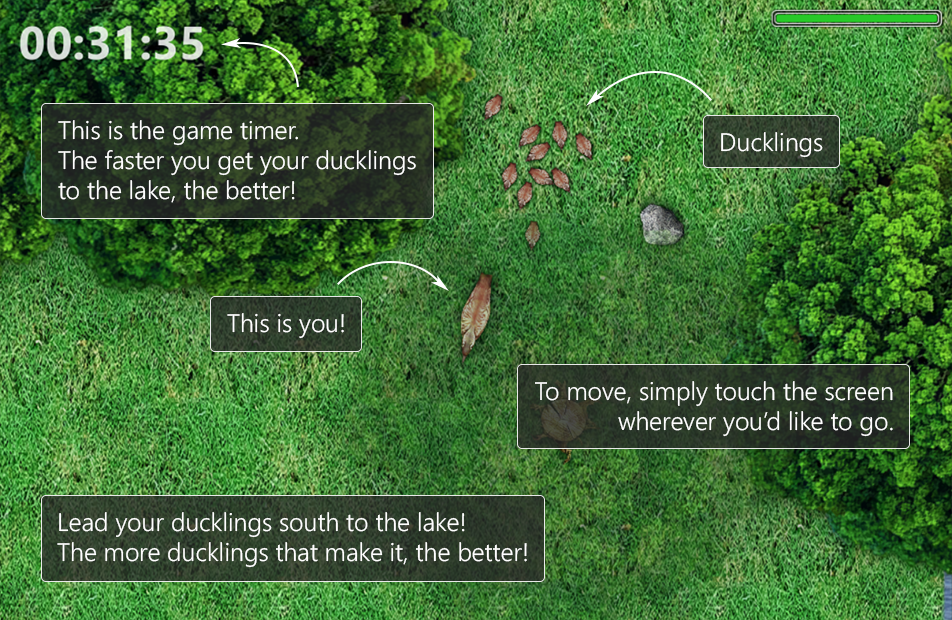 00:31:35
This is the game timer.
The faster you get your ducklings
to the lake, the better!
Ducklings
This is you!
To move, simply touch the screen
wherever you'd like to go.
Lead your ducklings south to the lake!
The more ducklings that make it, the better!